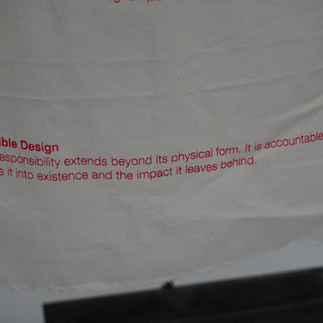 ible Design
esponsibility extends beyond its physical form. It is accountable
s it into existence and the impact it leaves behind.